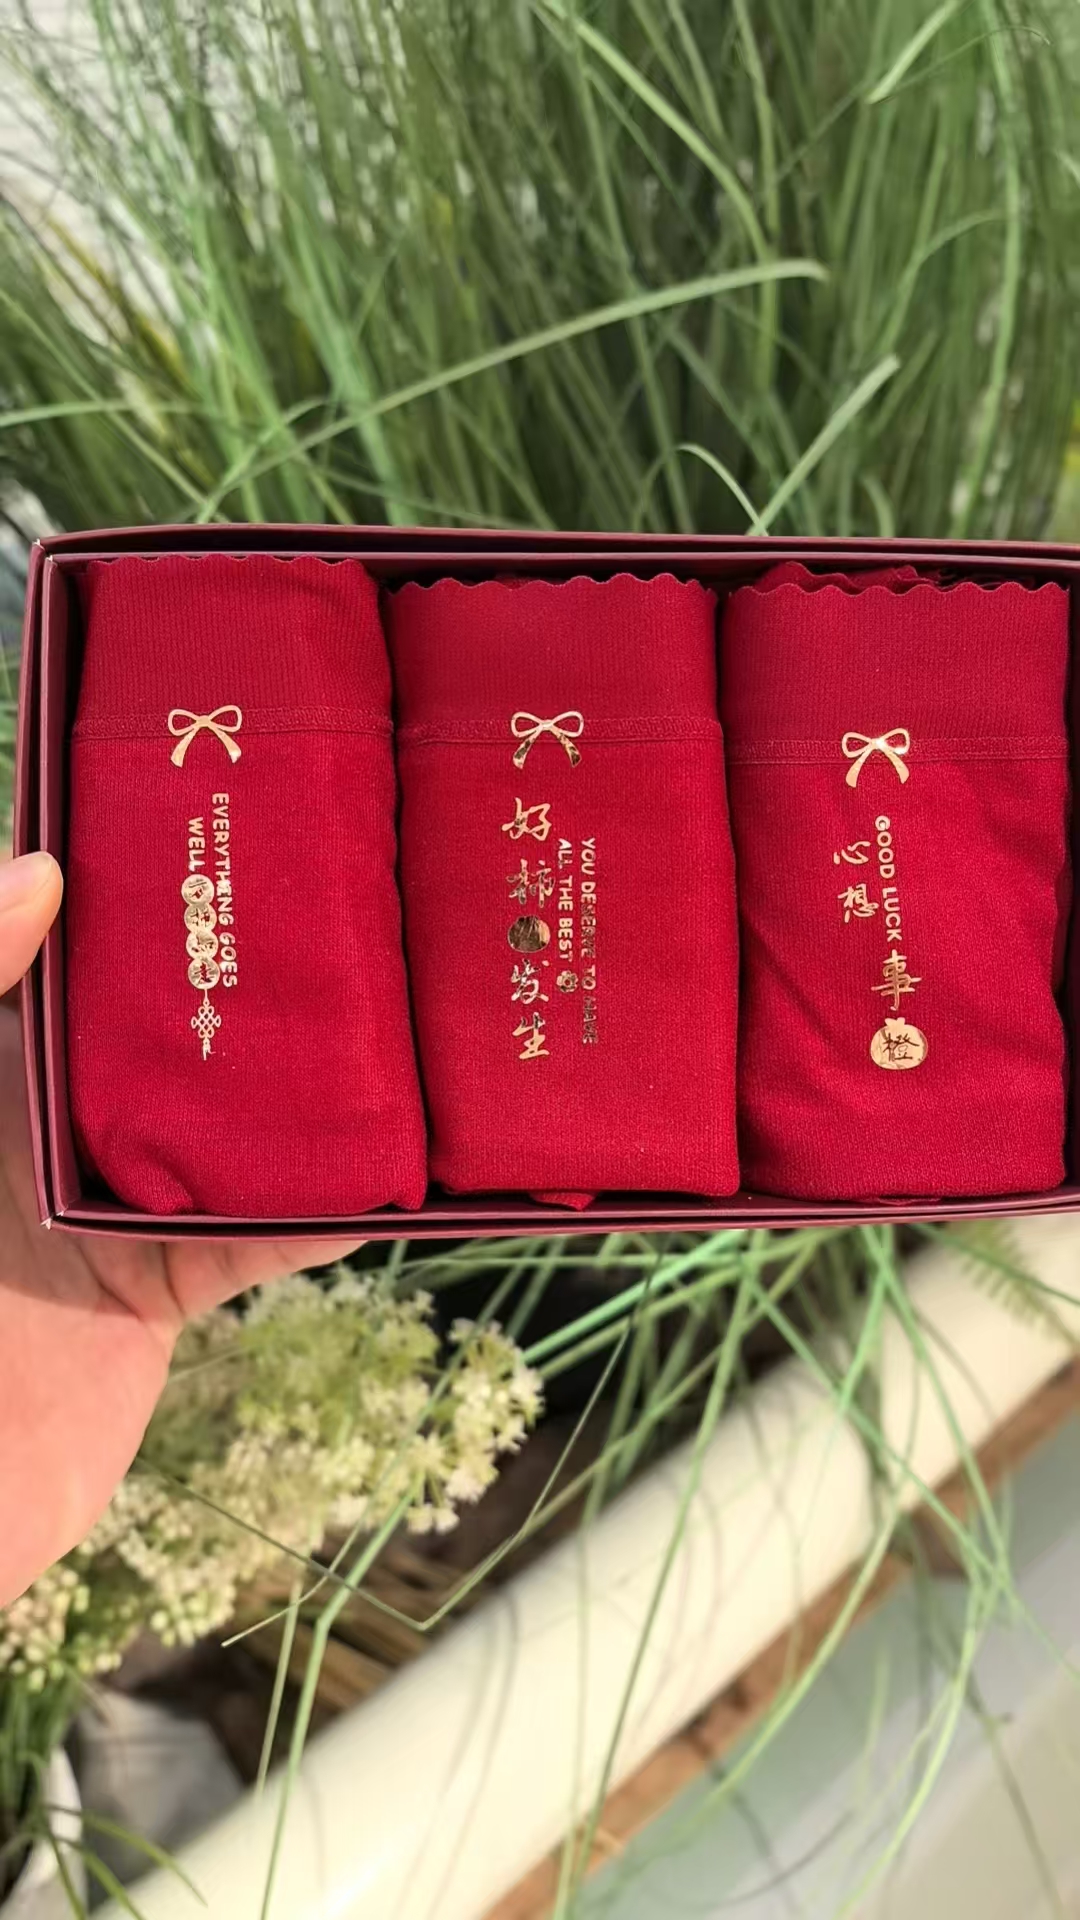 EVERYTHING GOES
WELL
好柿发生
YOU DESERVE TO HAVE
ALL THE BEST
GOOD LUCK
心想
事橙